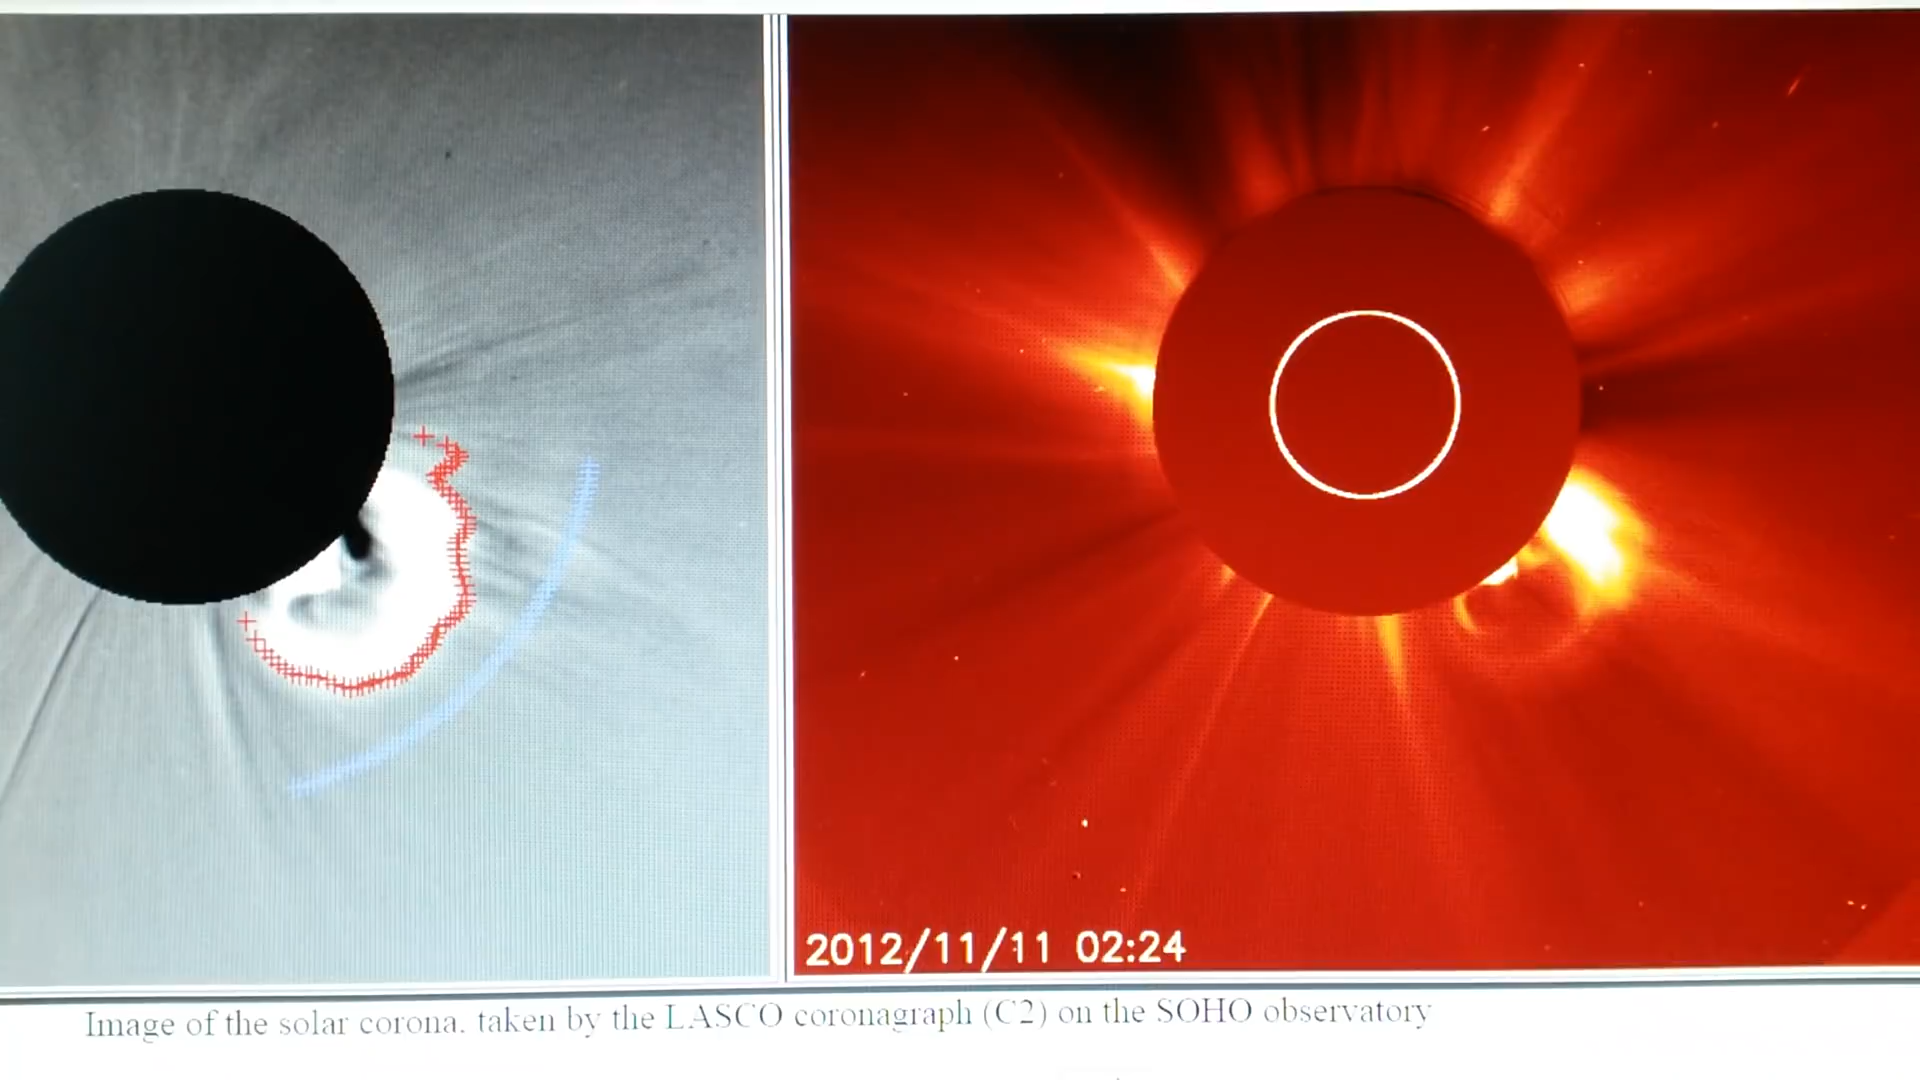 2012/11/11 02:24
Image of the solar corona. taken by the LASCO coronagraph (C2) on the SOHO observatory